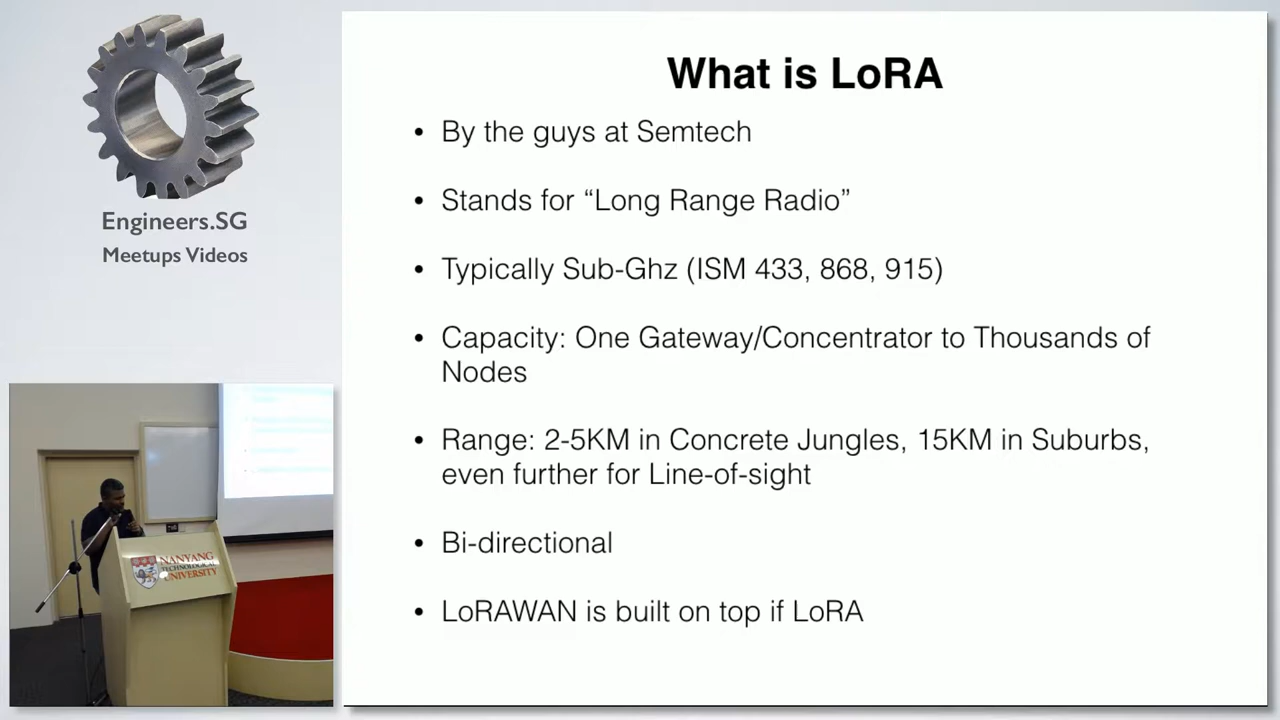 Engineers.SG
Meetups Videos
What is LoRA
• By the guys at Semtech
• Stands for “Long Range Radio”
• Typically Sub-Ghz (ISM 433, 868, 915)
• Capacity: One Gateway/Concentrator to Thousands of
Nodes
• Range: 2-5KM in Concrete Jungles, 15KM in Suburbs,
even further for Line-of-sight
• Bi-directional
• LoRAWAN is built on top if LoRA
NANYANG
TECHNOLOGICAL
UNIVERSITY